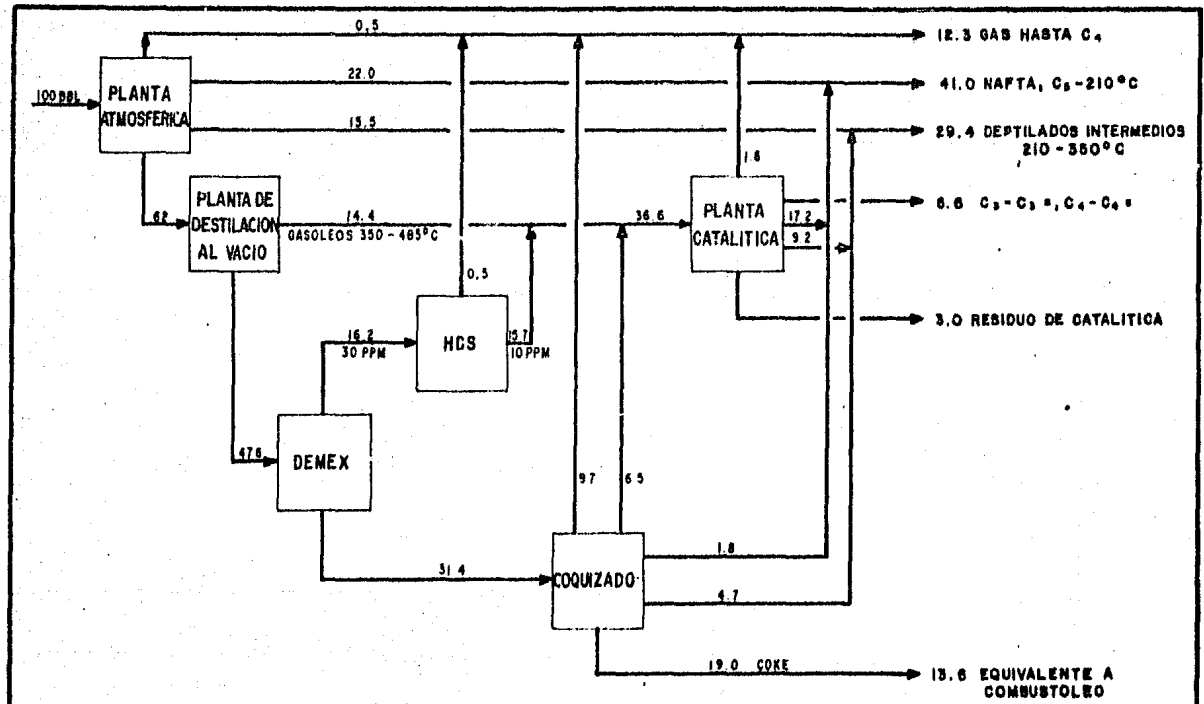 0,5
12.3 GAS HASTA C4
100 BBL
PLANTA
ATMOSFERICA
22.0
41.0 NAFTA, C5-210°C
15.5
29.4 DEPTILADOS INTERMEDIOS
210-350°C
1.6
62
PLANTA DE
DESTILACION
AL VACIO
14.4
GASOLEOS 350-485°C
36.6
PLANTA
CATALITICA
6.6 C3-C3=, C4-C4=
17.2
9.2
0.5
16.2
30 PPM
HDS
15.7
10 PPM
3.0 RESIDUO DE CATALITICA
47.6
DEMEX
9.7
6.5
31.4
COQUIZADO
1.8
4.7
19.0 COKE
13.6 EQUIVALENTE A
COMBUSTOLEO